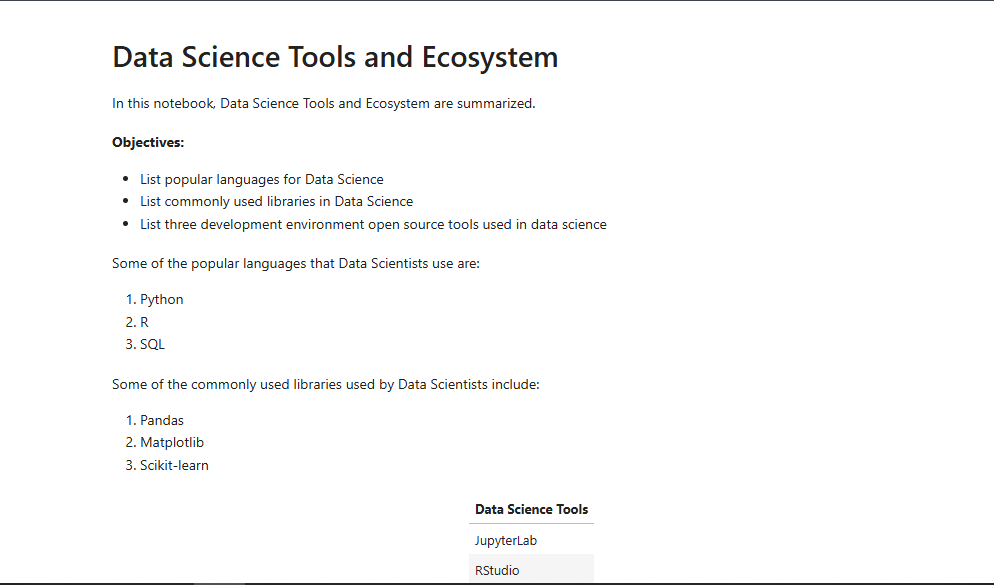 Data Science Tools and Ecosystem
In this notebook, Data Science Tools and Ecosystem are summarized.
Objectives:
• List popular languages for Data Science
• List commonly used libraries in Data Science
• List three development environment open source tools used in data science
Some of the popular languages that Data Scientists use are:
1. Python
2. R
3. SQL
Some of the commonly used libraries used by Data Scientists include:
1. Pandas
2. Matplotlib
3. Scikit-learn
Data Science Tools
JupyterLab
RStudio